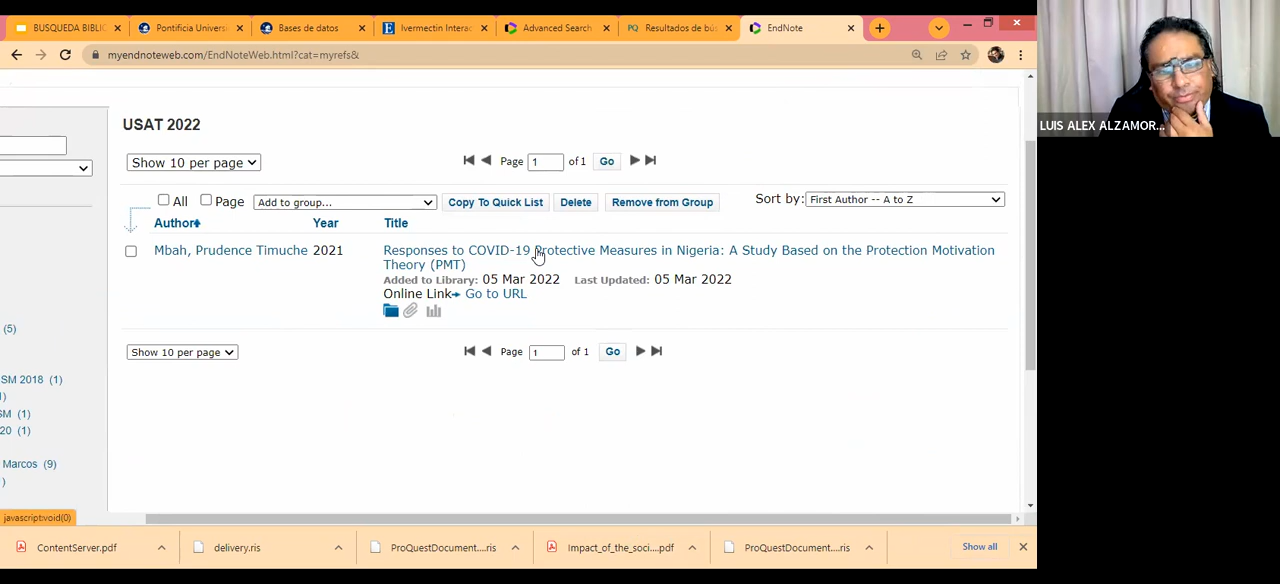 BUSQUEDA BIBLIC
Pontificia Universi
Bases de datos
Ivermectin Interac
Advanced Search
PQ Resultados de bú
EndNote
myendnoteweb.com/EndNoteWeb.html?cat=myrefs&
LUIS ALEX ALZAMOR...
USAT 2022
Show 10 per page
Page 1 of 1 Go
All Page Add to group... Copy To Quick List Delete Remove from Group Sort by: First Author -- A to Z
Author Year Title
Mbah, Prudence Timuche 2021 Responses to COVID-19 Protective Measures in Nigeria: A Study Based on the Protection Motivation
Theory (PMT)
Added to Library: 05 Mar 2022 Last Updated: 05 Mar 2022
Online Link Go to URL
Show 10 per page Page 1 of 1 Go
(5)
SM 2018 (1)
1)
SM (1)
20 (1)
Marcos (9)
)
javascript:void(0)
ContentServer.pdf
delivery.ris
ProQuestDocument....ris
Impact_of_the_soci....pdf
ProQuestDocument....ris
Show all